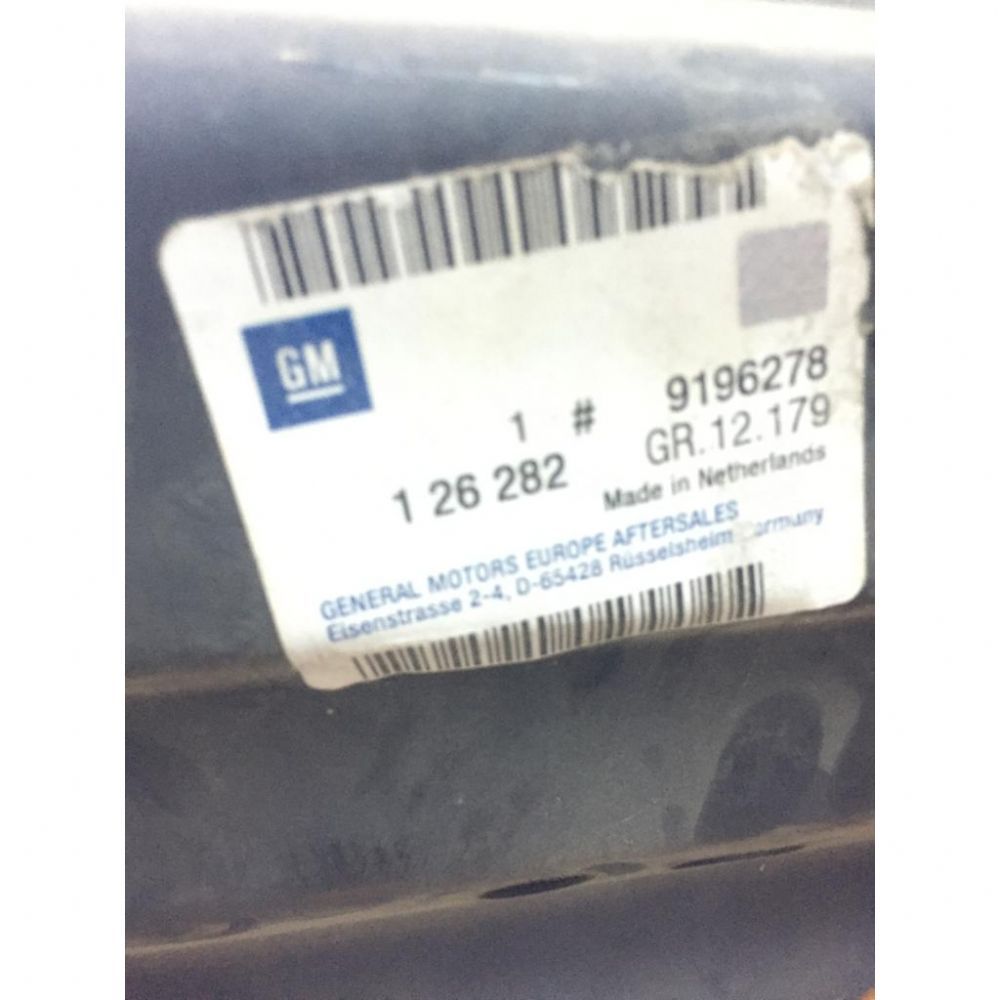 GM
1 # 9196278
1 26 282 GR.12.179
Made in Netherlands
GENERAL MOTORS EUROPE AFTERSALES
Eisenstrasse 2-4, D-65428 Rüsselsheim